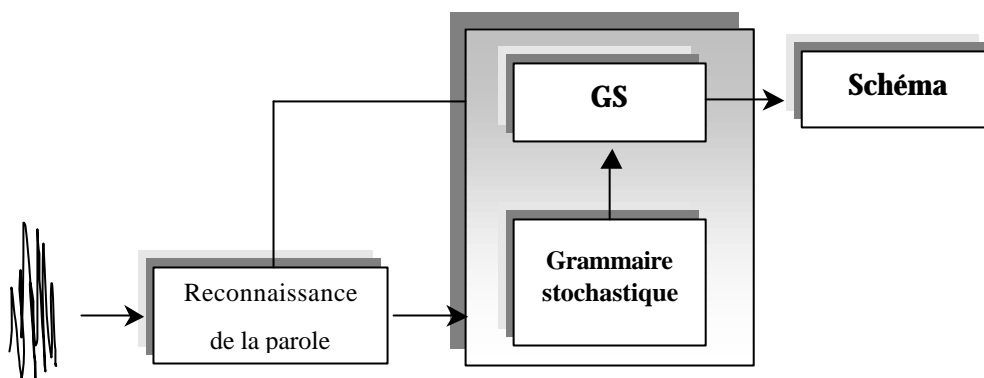 GS
Schéma
Grammaire
stochastique
Reconnaissance
de la parole